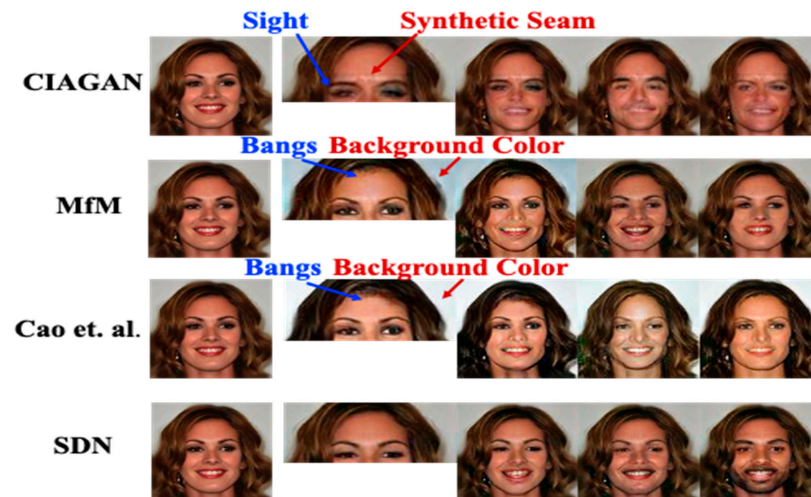 Sight Synthetic Seam
CIAGAN
Bangs Background Color
MfM
Bangs Background Color
Cao et. al.
SDN